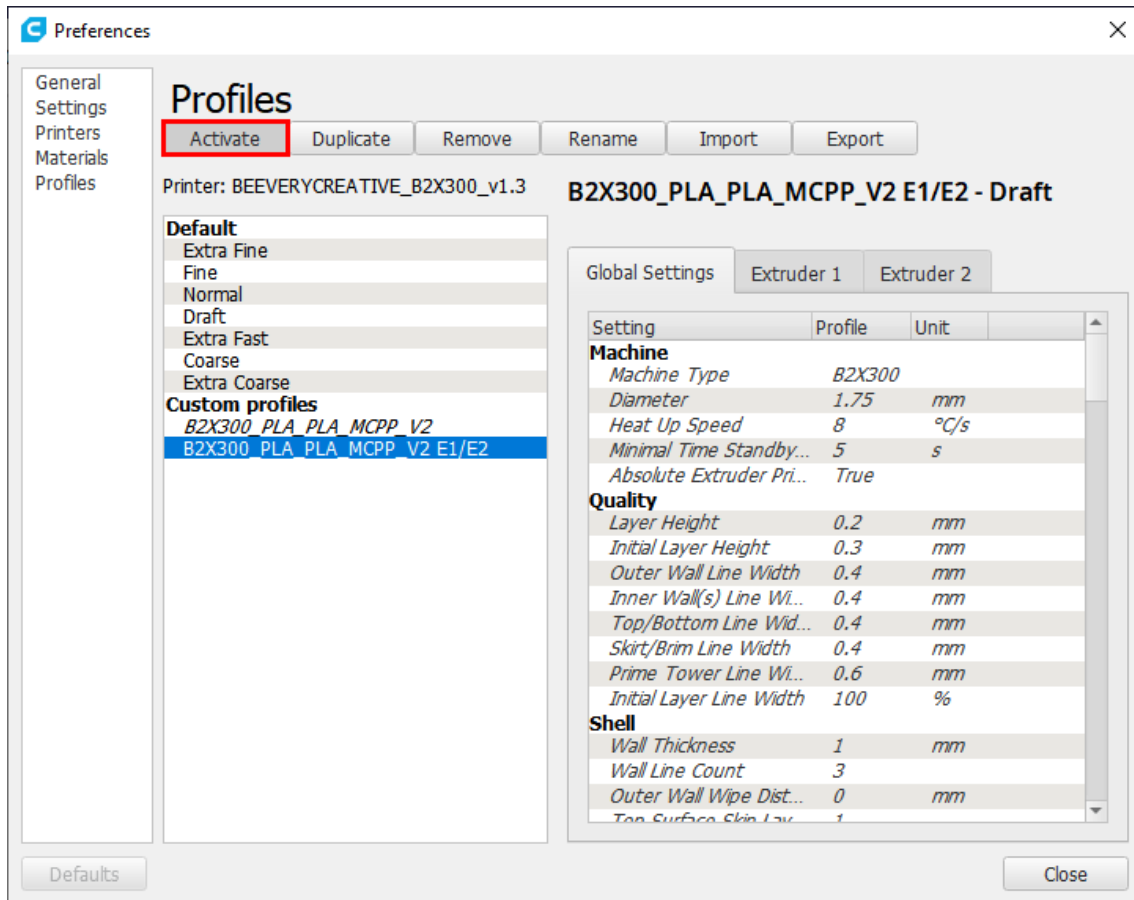 Preferences
General
Settings
Printers
Materials
Profiles
Profiles
Activate Duplicate Remove Rename Import Export
Printer: BEEVERYCREATIVE_B2X300_v1.3
Default
Extra Fine
Fine
Normal
Draft
Extra Fast
Coarse
Extra Coarse
Custom profiles
B2X300_PLA_PLA_MCPP_V2
B2X300_PLA_PLA_MCPP_V2 E1/E2
B2X300_PLA_PLA_MCPP_V2 E1/E2 - Draft
Global Settings Extruder 1 Extruder 2
Setting Profile Unit
Machine
Machine Type B2X300
Diameter 1.75 mm
Heat Up Speed 8 °C/s
Minimal Time Standby... 5 s
Absolute Extruder Pri... True
Quality
Layer Height 0.2 mm
Initial Layer Height 0.3 mm
Outer Wall Line Width 0.4 mm
Inner Wall(s) Line Wi... 0.4 mm
Top/Bottom Line Wid... 0.4 mm
Skirt/Brim Line Width 0.4 mm
Prime Tower Line Wi... 0.6 mm
Initial Layer Line Width 100 %
Shell
Wall Thickness 1 mm
Wall Line Count 3
Outer Wall Wipe Dist... 0 mm
Top Surface Skin Lay... 1
Defaults
Close